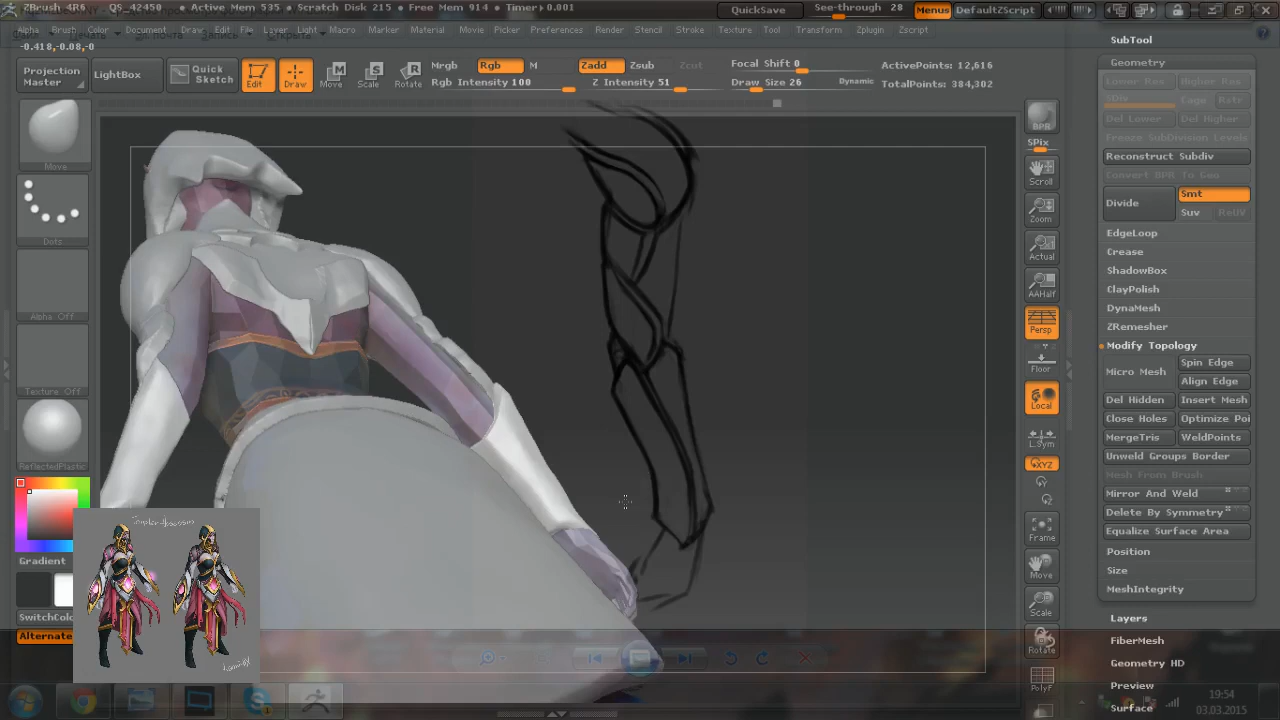 ZBrush 4R6 QS_42450 • Active Mem 535 • Scratch Disk 215 • Free Mem 914 • Timer▸0.001
QuickSave
See-through 28
Menus
DefaultZScript
Alpha Brush Color Document Draw Edit File Layer Light Macro Marker Material Movie Picker Preferences Render Stencil Stroke Texture Tool Transform Zplugin Zscript
-0.418,-0.08,-0
Projection Master
LightBox
Quick Sketch
Edit
Draw
Move
Scale
Rotate
Mrgb
Rgb
M
Rgb Intensity 100
Zadd
Zsub
Zcut
Z Intensity 51
Focal Shift 0
Draw Size 26
Dynamic
ActivePoints: 12,616
TotalPoints: 384,302
Move
Dots
Alpha Off
Texture Off
ReflectedPlastic
Gradient
SwitchColo
Alternate
Templar Assassin
BPR
SPix
Scroll
Zoom
Actual
AAHalf
Persp
Floor
Local
L.Sym
XYZ
Frame
Move
Scale
Rotate
PolyF
SubTool
Geometry
Lower Res
Higher Res
SDiv
Cage
Rstr
Del Lower
Del Higher
Freeze SubDivision Levels
Reconstruct Subdiv
Convert BPR To Geo
Divide
Smt
Suv
ReUV
EdgeLoop
Crease
ShadowBox
ClayPolish
DynaMesh
ZRemesher
Modify Topology
Micro Mesh
Spin Edge
Align Edge
Del Hidden
Insert Mesh
Close Holes
Optimize Poi
MergeTris
WeldPoints
Unweld Groups Border
Mesh From Brush
Mirror And Weld
Delete By Symmetry
Equalize Surface Area
Position
Size
MeshIntegrity
Layers
FiberMesh
Geometry HD
Preview
Surface
19:54
03.03.2015